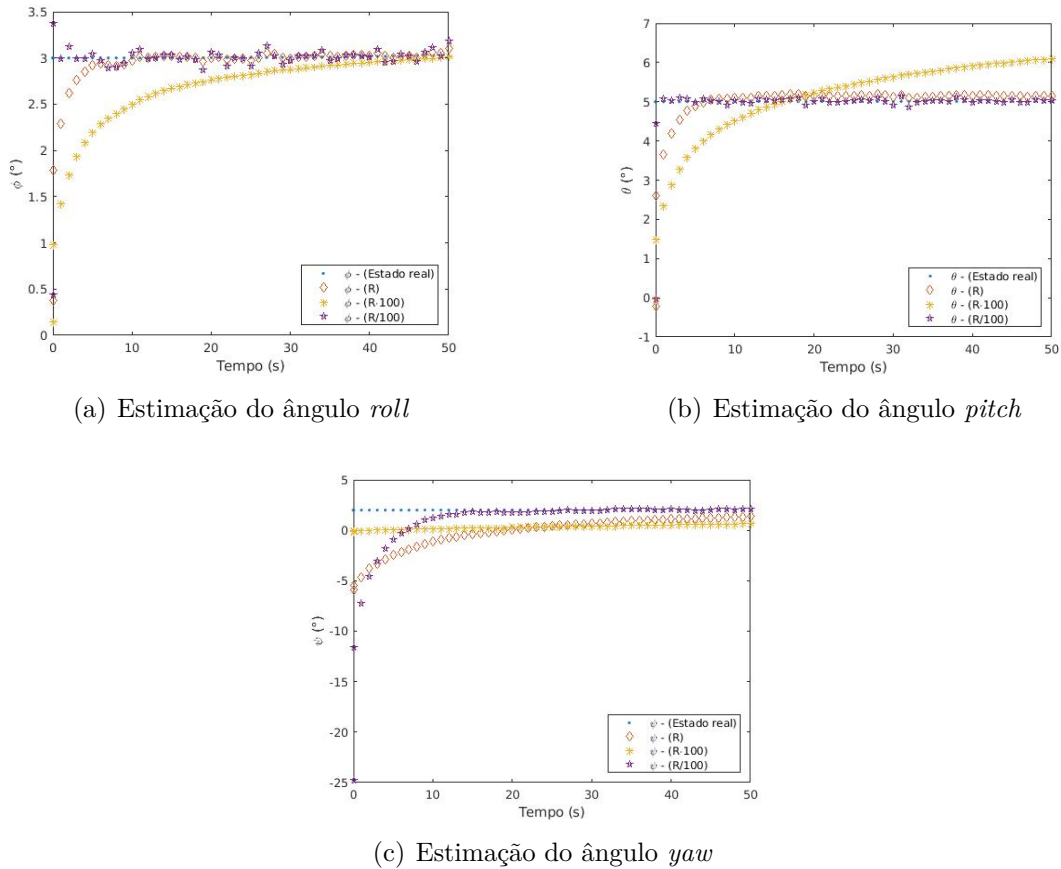 7
6
5
4
3
2
1
0
-1
θ (°)
0
10
20
30
40
50
Tempo (s)
θ - (Estado real)
θ - (R)
θ - (R·100)
θ - (R/100)
3.5
3
2.5
2
1.5
1
0.5
0
ϕ (°)
0
10
20
30
40
50
Tempo (s)
ϕ - (Estado real)
ϕ - (R)
ϕ - (R·100)
ϕ - (R/100)
(a) Estimação do ângulo roll
(b) Estimação do ângulo pitch
5
0
-5
-10
-15
-20
-25
ψ (°)
0
10
20
30
40
50
Tempo (s)
ψ - (Estado real)
ψ - (R)
ψ - (R·100)
ψ - (R/100)
(c) Estimação do ângulo yaw